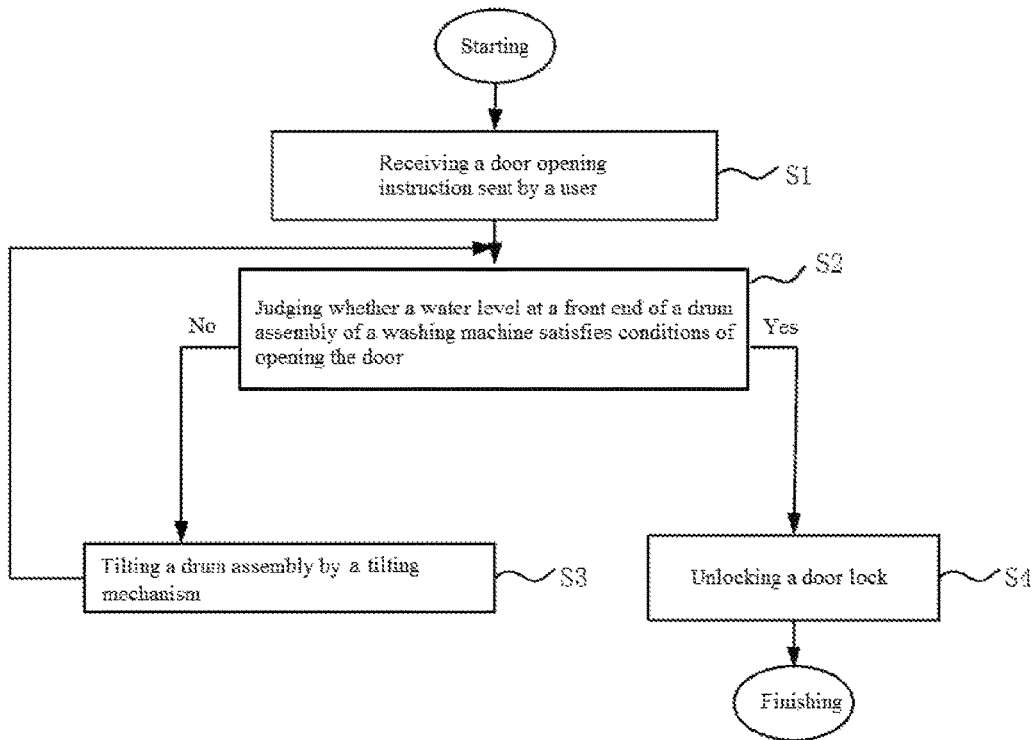 Starting
Receiving a door opening
instruction sent by a user
S1
S2
Judging whether a water level at a front end of a drum
assembly of a washing machine satisfies conditions of
opening the door
No
Yes
Tilting a drum assembly by a tilting
mechanism
S3
Unlocking a door lock
S4
Finishing